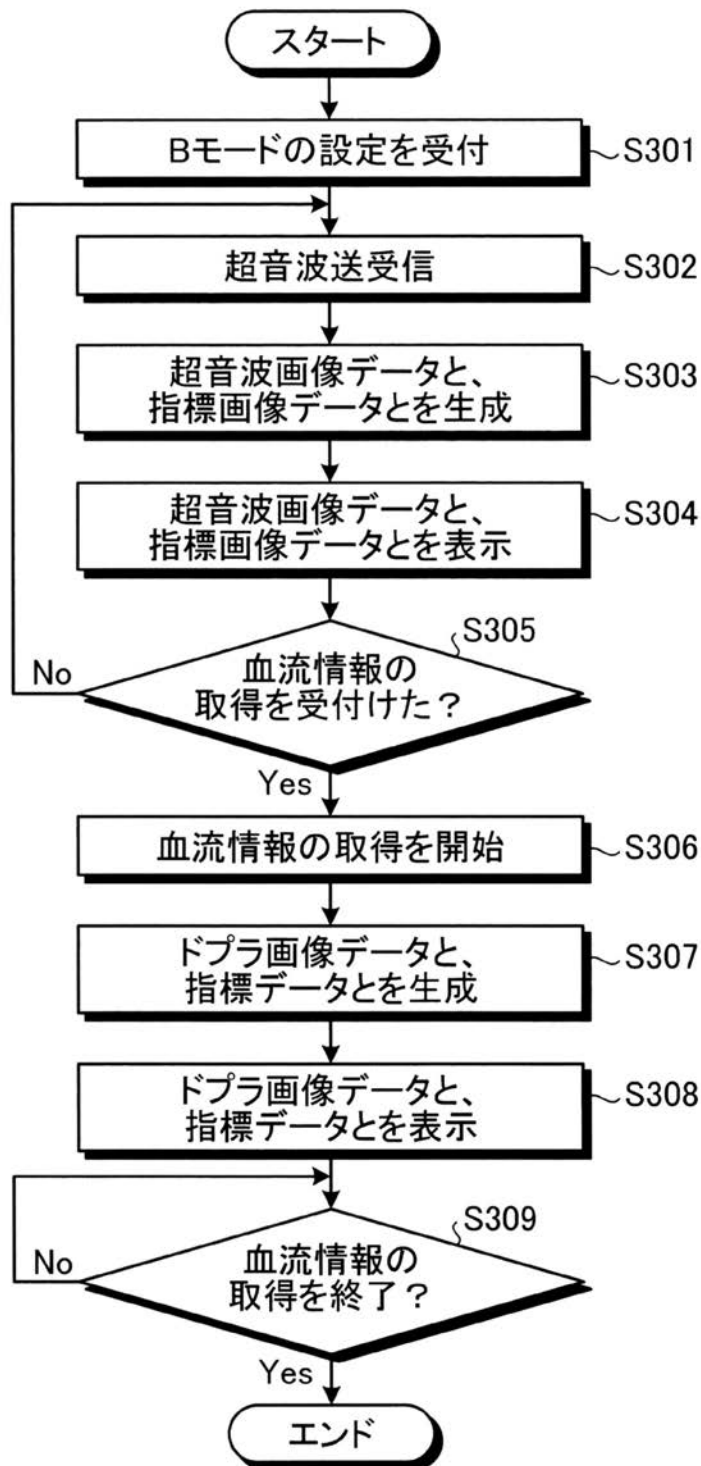 スタート
Bモードの設定を受付
S301
超音波送受信
S302
超音波画像データと、
指標画像データとを生成
S303
超音波画像データと、
指標画像データとを表示
S304
S305
血流情報の
取得を受付けた?
No
Yes
血流情報の取得を開始
S306
ドプラ画像データと、
指標データとを生成
S307
ドプラ画像データと、
指標データとを表示
S308
S309
血流情報の
取得を終了?
No
Yes
エンド